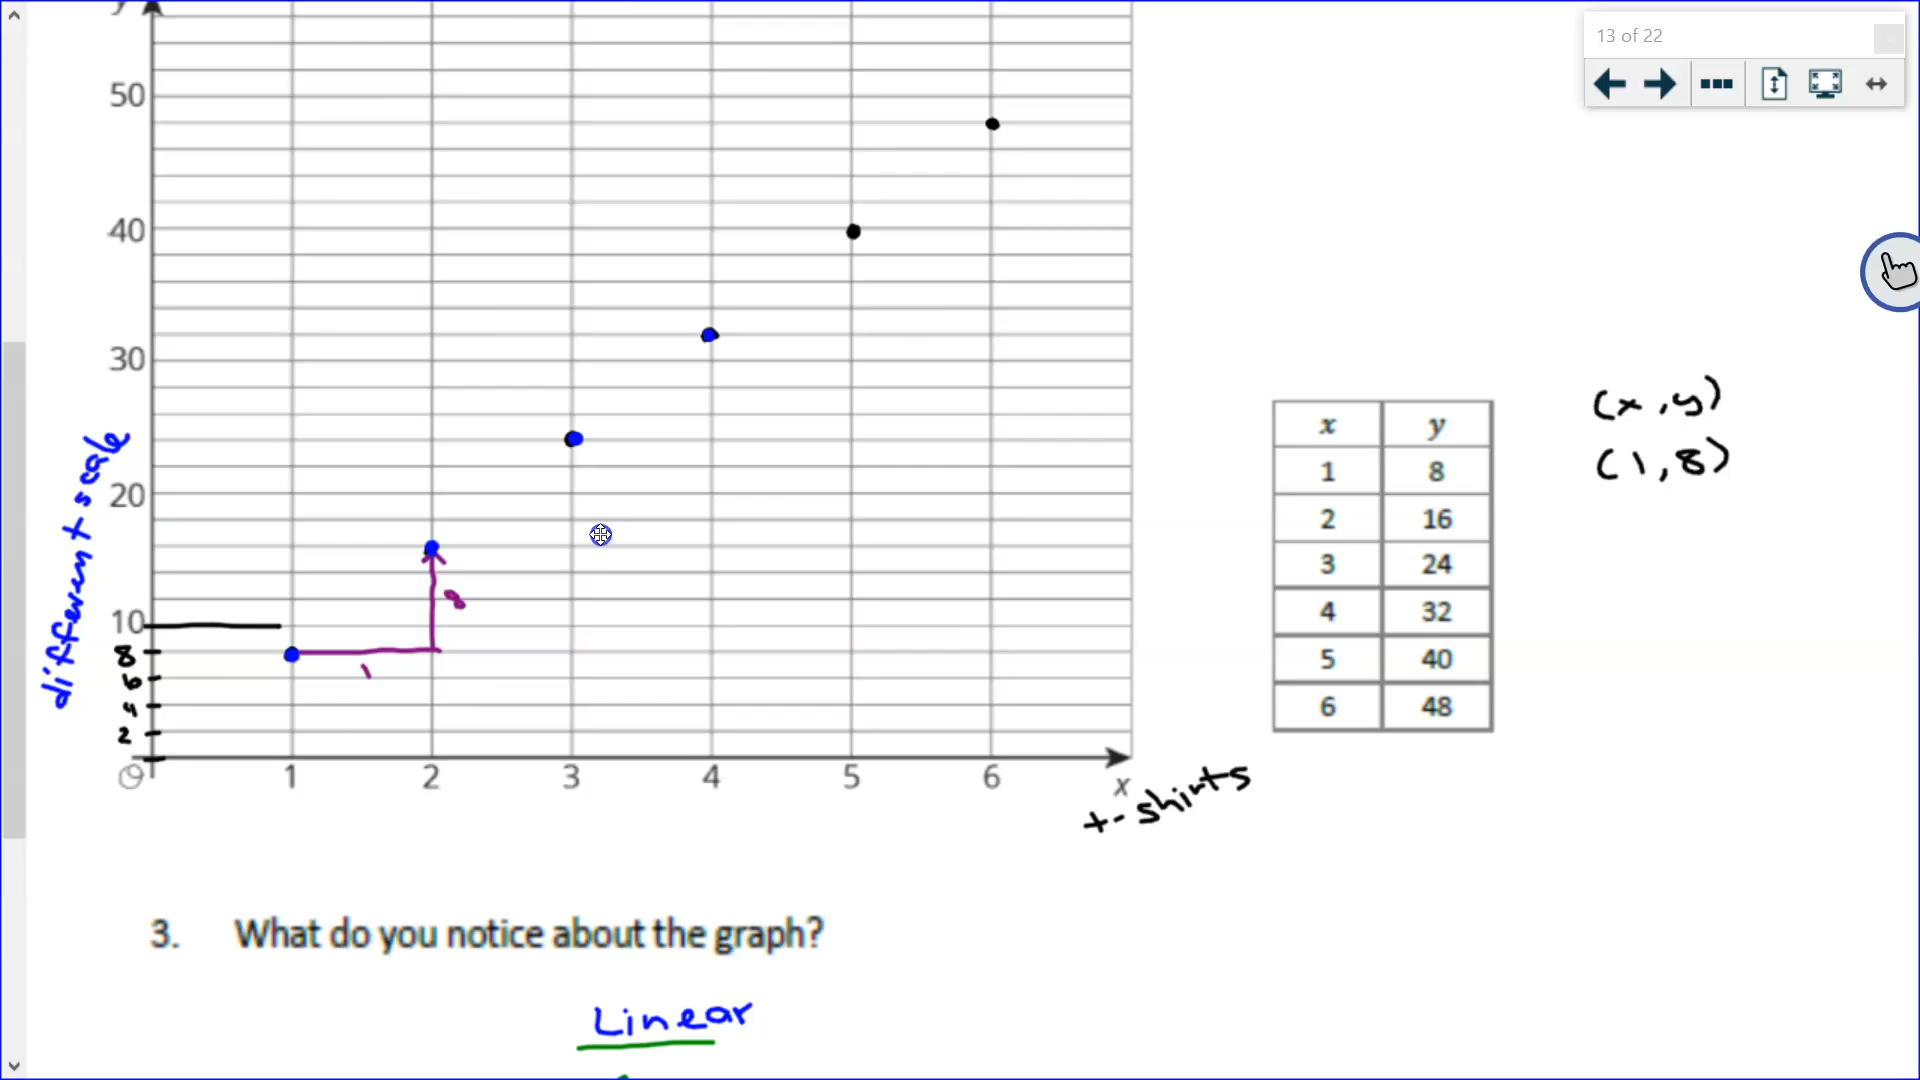 13 of 22
y
50
40
30
20
10
8
6
4
2
O
different scale
8
1
1 2 3 4 5 6
x
t-shirts
x y
1 8
2 16
3 24
4 32
5 40
6 48
(x,y)
(1,8)
3. What do you notice about the graph?
Linear